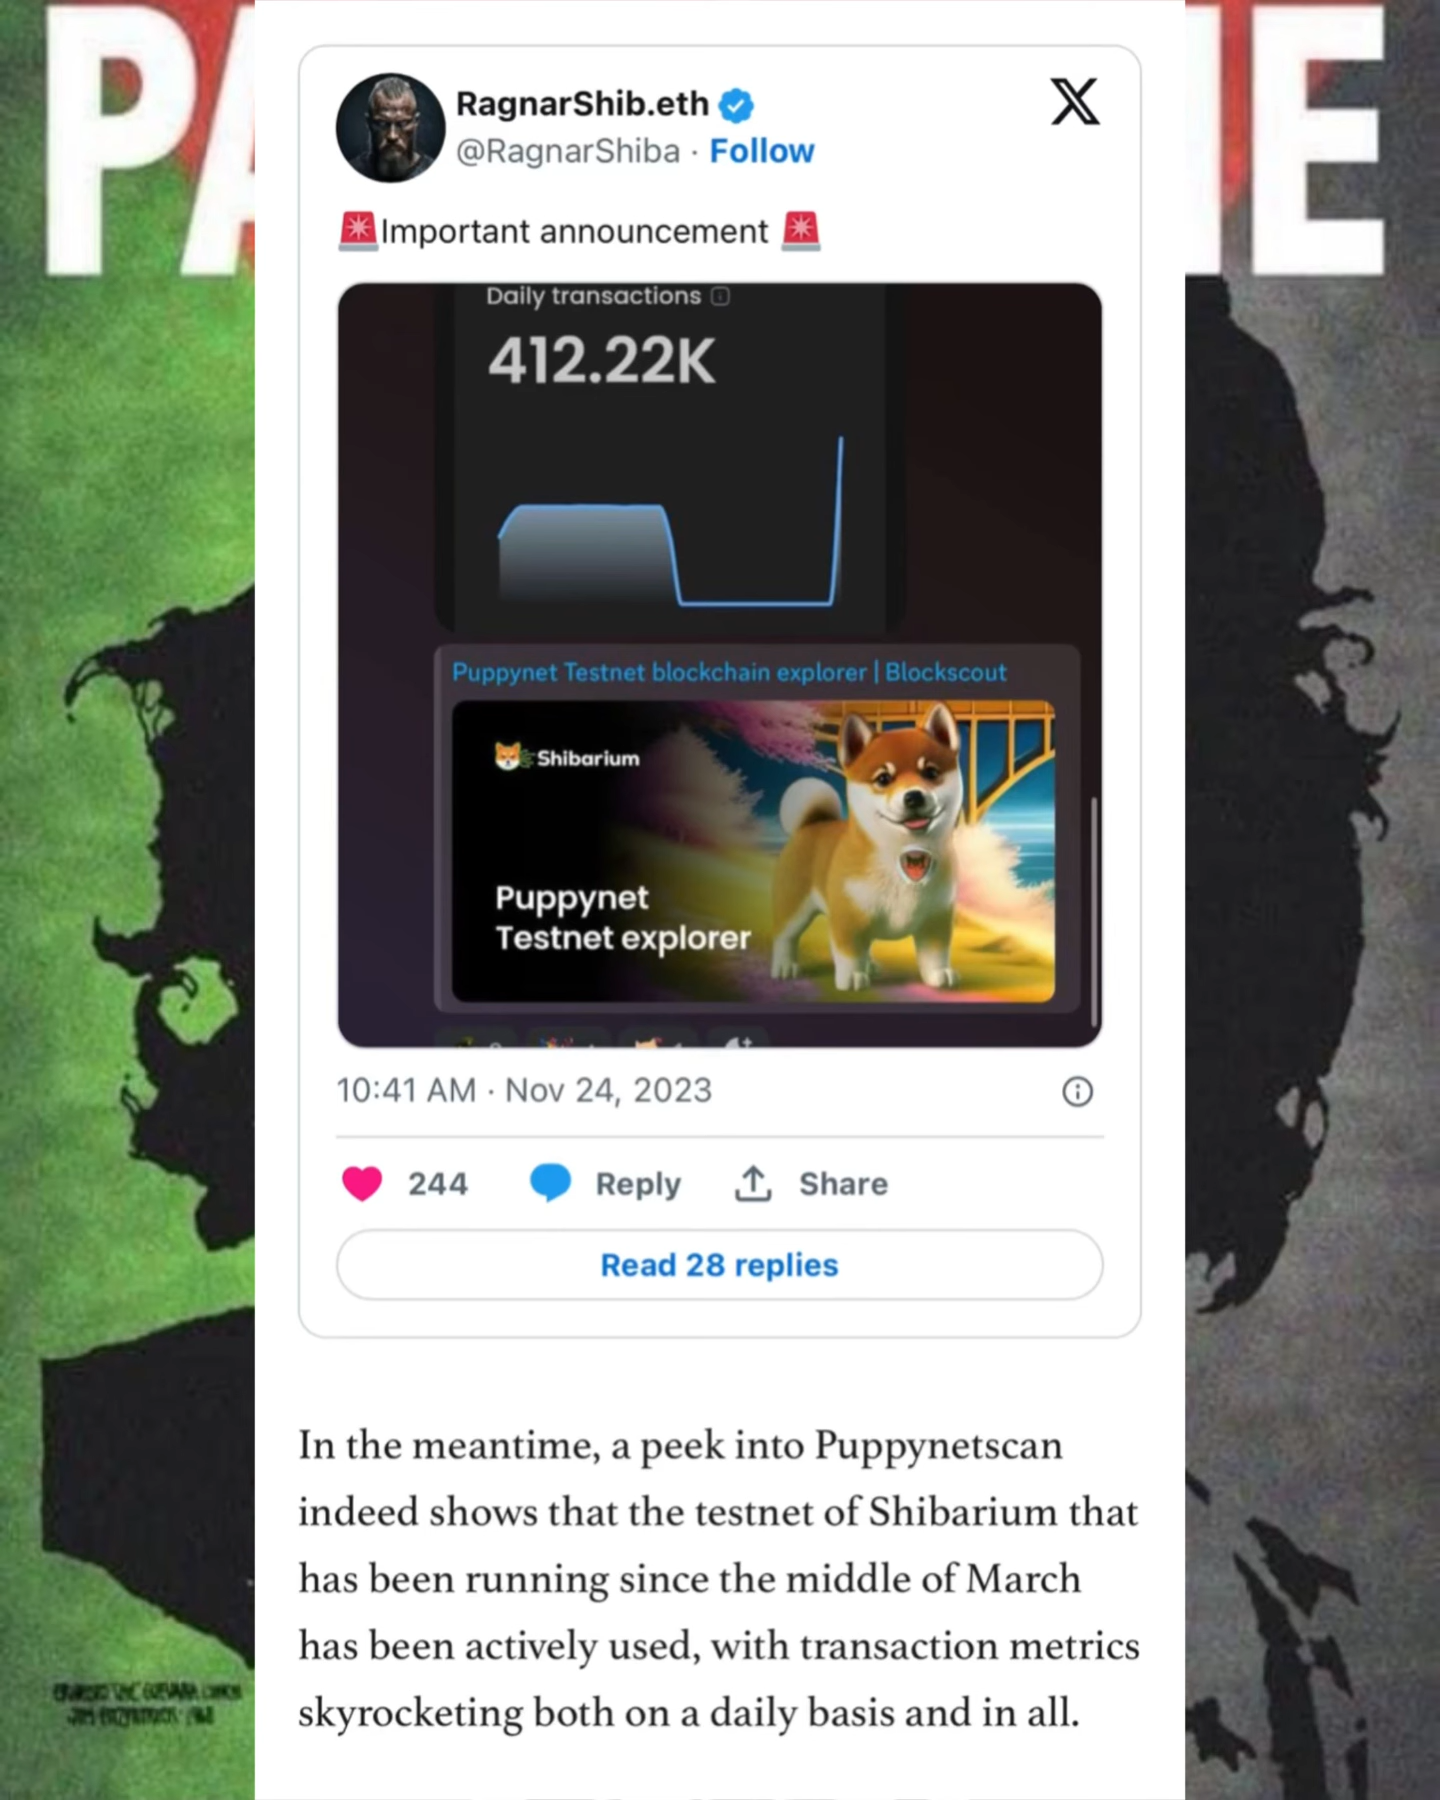 PA
NE
RagnarShib.eth
@RagnarShiba · Follow
🚨Important announcement 🚨
Daily transactions
412.22K
Puppynet Testnet blockchain explorer | Blockscout
Shibarium
Puppynet
Testnet explorer
10:41 AM · Nov 24, 2023
244 Reply Share
Read 28 replies
In the meantime, a peek into Puppynetscan
indeed shows that the testnet of Shibarium that
has been running since the middle of March
has been actively used, with transaction metrics
skyrocketing both on a daily basis and in all.